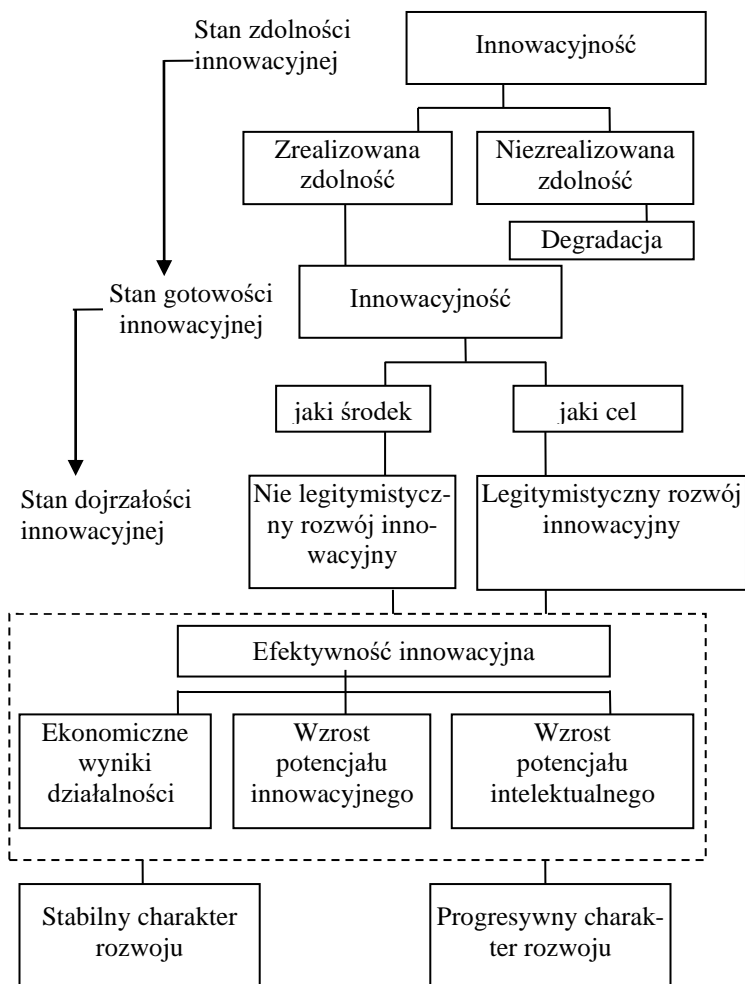 Stan zdolności
innowacyjnej
Innowacyjność
Zrealizowana
zdolność
Niezrealizowana
zdolność
Degradacja
Stan gotowości
innowacyjnej
Innowacyjność
jaki środek
jaki cel
Stan dojrzałości
innowacyjnej
Nie legitymistycz-
ny rozwój inno-
wacyjny
Legitymistyczny rozwój
innowacyjny
Efektywność innowacyjna
Ekonomiczne
wyniki
działalności
Wzrost
potencjału
innowacyjnego
Wzrost
potencjału
intelektualnego
Stabilny charakter
rozwoju
Progresywny charak-
ter rozwoju